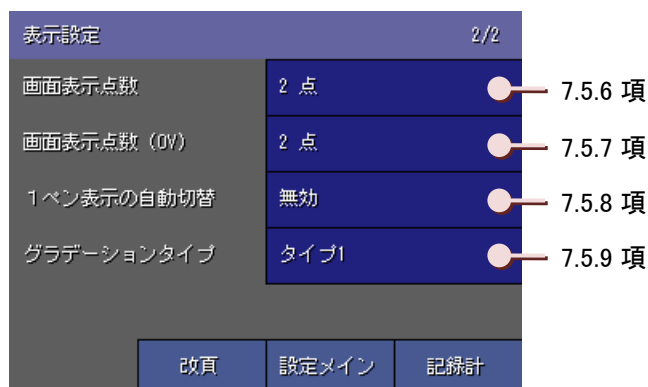 表示設定 2/2
画面表示点数 2 点 7.5.6 項
画面表示点数 (OV) 2 点 7.5.7 項
1ペン表示の自動切替 無効 7.5.8 項
グラデーションタイプ タイプ1 7.5.9 項
改頁 設定メイン 記録計